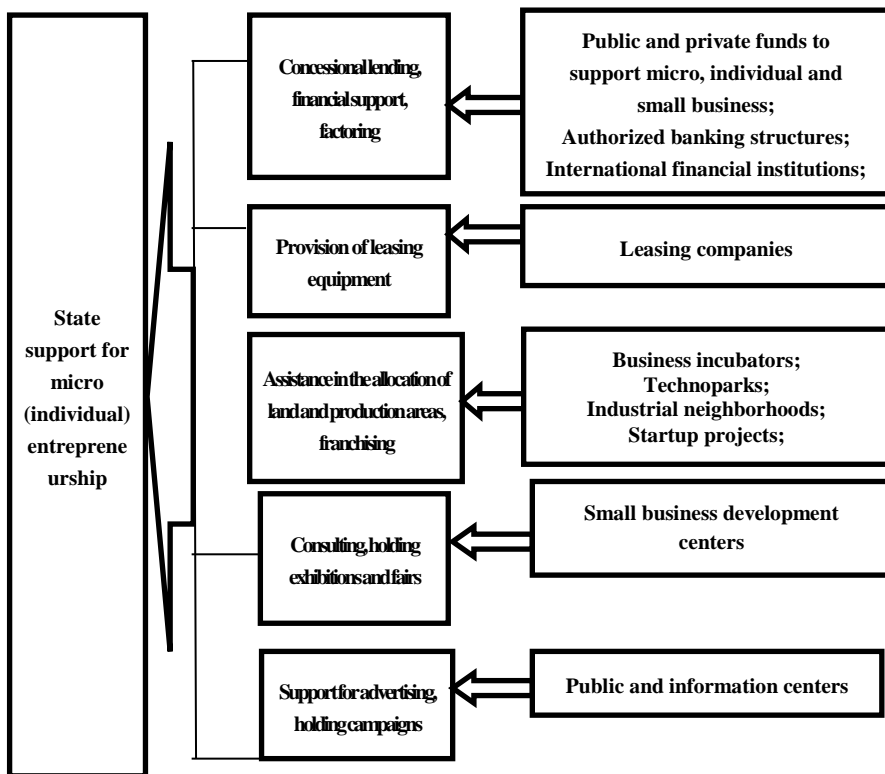 State
support for
micro
(individual)
entreprene
urship
Concessional lending,
financial support,
factoring
Public and private funds to
support micro, individual and
small business;
Authorized banking structures;
International financial institutions;
Provision of leasing
equipment
Leasing companies
Assistance in the allocation of
land and production areas,
franchising
Business incubators;
Technoparks;
Industrial neighborhoods;
Startup projects;
Consulting, holding
exhibitions and fairs
Small business development
centers
Support for advertising,
holding campaigns
Public and information centers